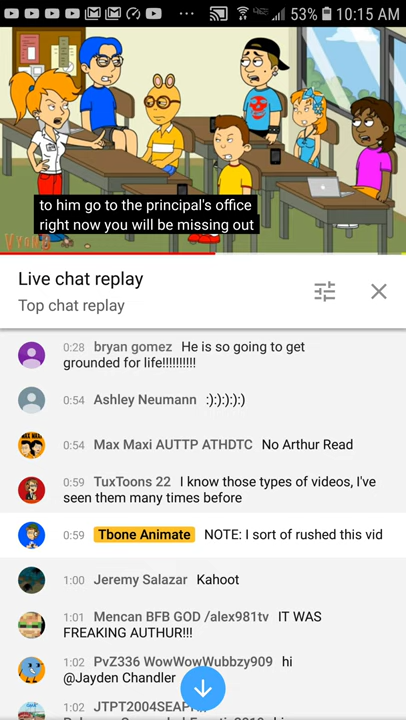 53% 10:15 AM
to him go to the principal's office
right now you will be missing out
VYOND
Live chat replay
Top chat replay
0:28 bryan gomez He is so going to get
grounded for life!!!!!!!!!!
0:54 Ashley Neumann :):):):):)
0:54 Max Maxi AUTTP ATHDTC No Arthur Read
0:59 TuxToons 22 I know those types of videos, I've
seen them many times before
0:59 Tbone Animate NOTE: I sort of rushed this vid
1:00 Jeremy Salazar Kahoot
1:01 Mencan BFB GOD /alex981tv IT WAS
FREAKING AUTHUR!!!
1:02 PvZ336 WowWowWubbzy909 hi
@Jayden Chandler
1:02